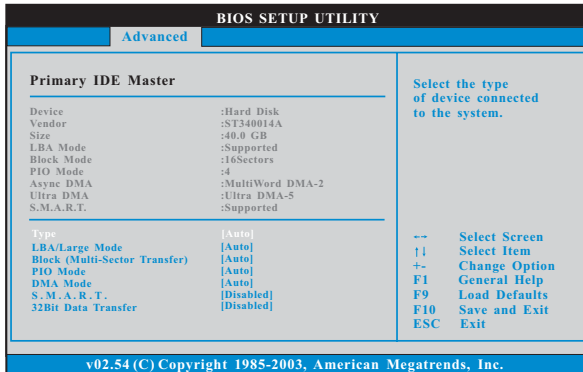 BIOS SETUP UTILITY
Advanced
Primary IDE Master
Device :Hard Disk
Vendor :ST340014A
Size :40.0 GB
LBA Mode :Supported
Block Mode :16Sectors
PIO Mode :4
Async DMA :MultiWord DMA-2
Ultra DMA :Ultra DMA-5
S.M.A.R.T. :Supported
Type [Auto]
LBA/Large Mode [Auto]
Block (Multi-Sector Transfer) [Auto]
PIO Mode [Auto]
DMA Mode [Auto]
S.M.A.R.T. [Disabled]
32Bit Data Transfer [Disabled]
Select the type
of device connected
to the system.
←→ Select Screen
↑↓ Select Item
+- Change Option
F1 General Help
F9 Load Defaults
F10 Save and Exit
ESC Exit
v02.54 (C) Copyright 1985-2003, American Megatrends, Inc.